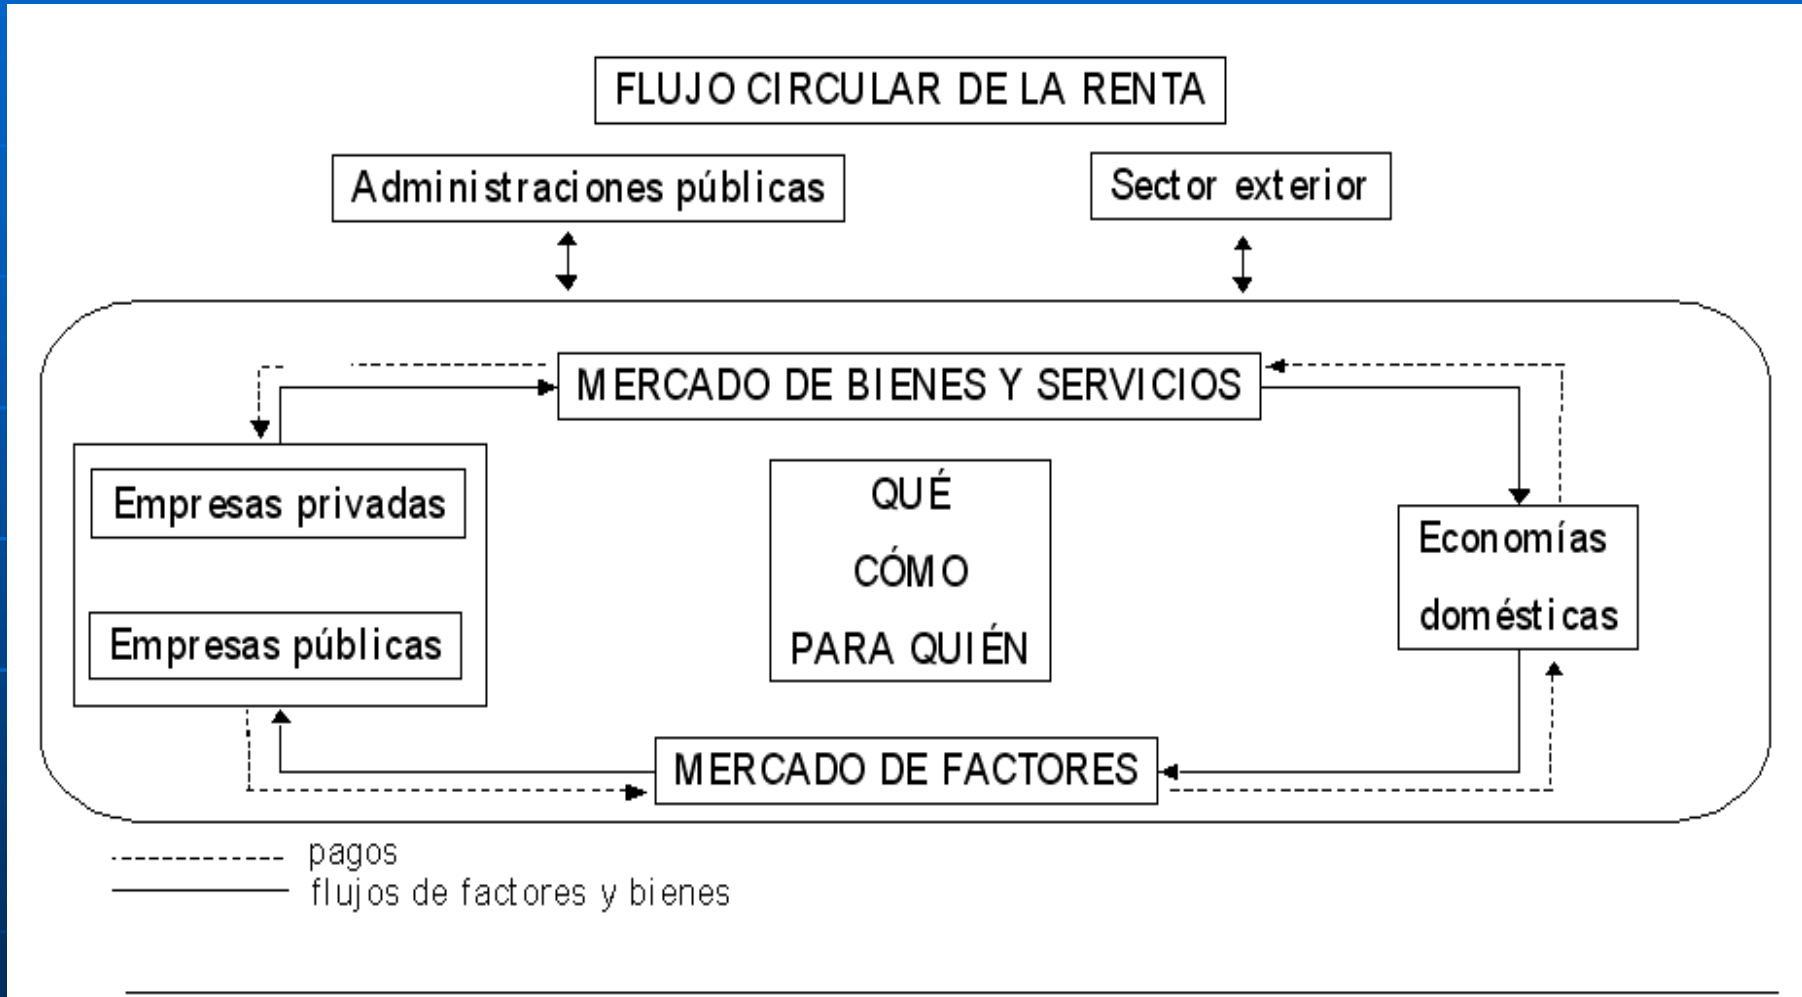 FLUJO CIRCULAR DE LA RENTA
Administraciones públicas
Sector exterior
MERCADO DE BIENES Y SERVICIOS
Empresas privadas
Empresas públicas
QUÉ
CÓMO
PARA QUIÉN
Economías
domésticas
MERCADO DE FACTORES
pagos
flujos de factores y bienes